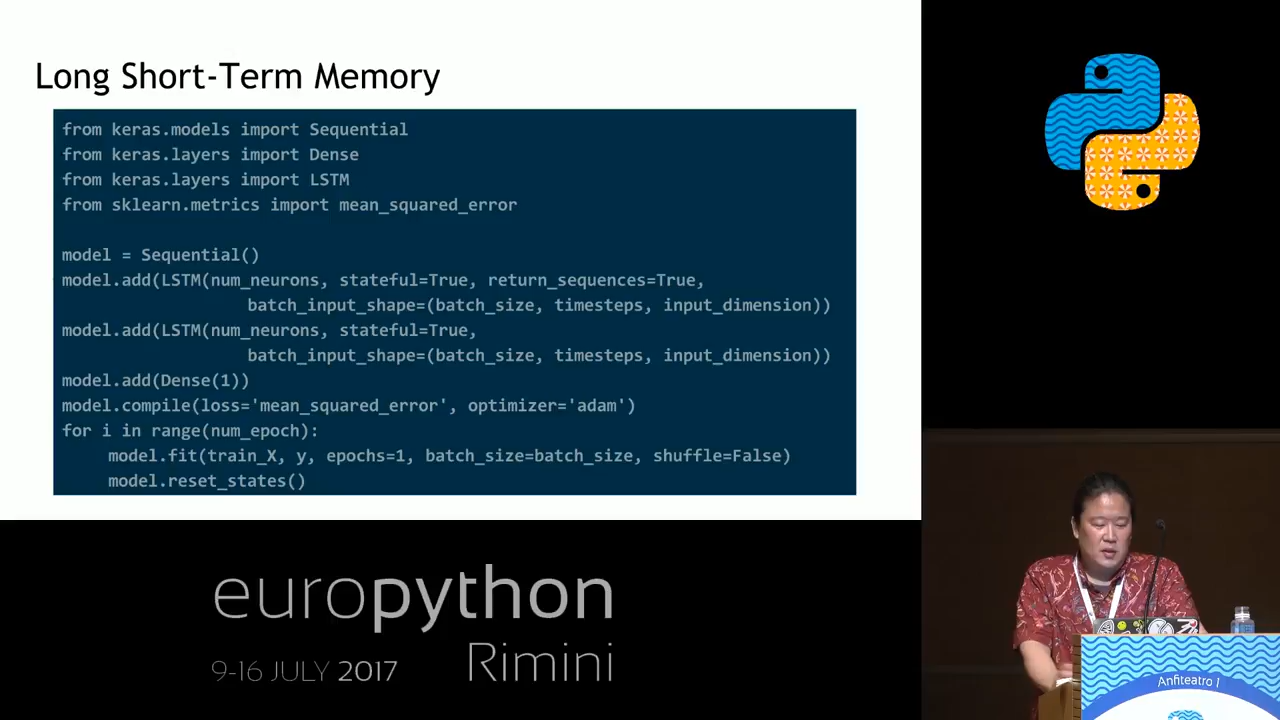 Long Short-Term Memory
from keras.models import Sequential
from keras.layers import Dense
from keras.layers import LSTM
from sklearn.metrics import mean_squared_error
model = Sequential()
model.add(LSTM(num_neurons, stateful=True, return_sequences=True,
batch_input_shape=(batch_size, timesteps, input_dimension))
model.add(LSTM(num_neurons, stateful=True,
batch_input_shape=(batch_size, timesteps, input_dimension))
model.add(Dense(1))
model.compile(loss='mean_squared_error', optimizer='adam')
for i in range(num_epoch):
model.fit(train_X, y, epochs=1, batch_size=batch_size, shuffle=False)
model.reset_states()
europython
9-16 JULY 2017 Rimini
Anfiteatro 1